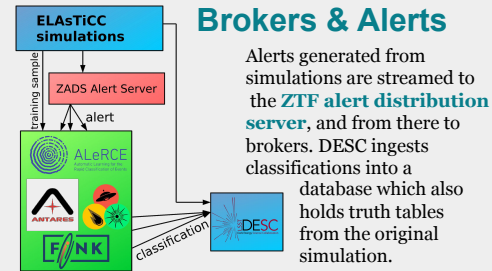 ELAsTiCC
simulations
training sample
ZADS Alert Server
alert
ALeRCE
ANTARES
FINK
classification
DESC
Brokers & Alerts
Alerts generated from
simulations are streamed to
the ZTF alert distribution
server, and from there to
brokers. DESC ingests
classifications into a
database which also
holds truth tables
from the original
simulation.